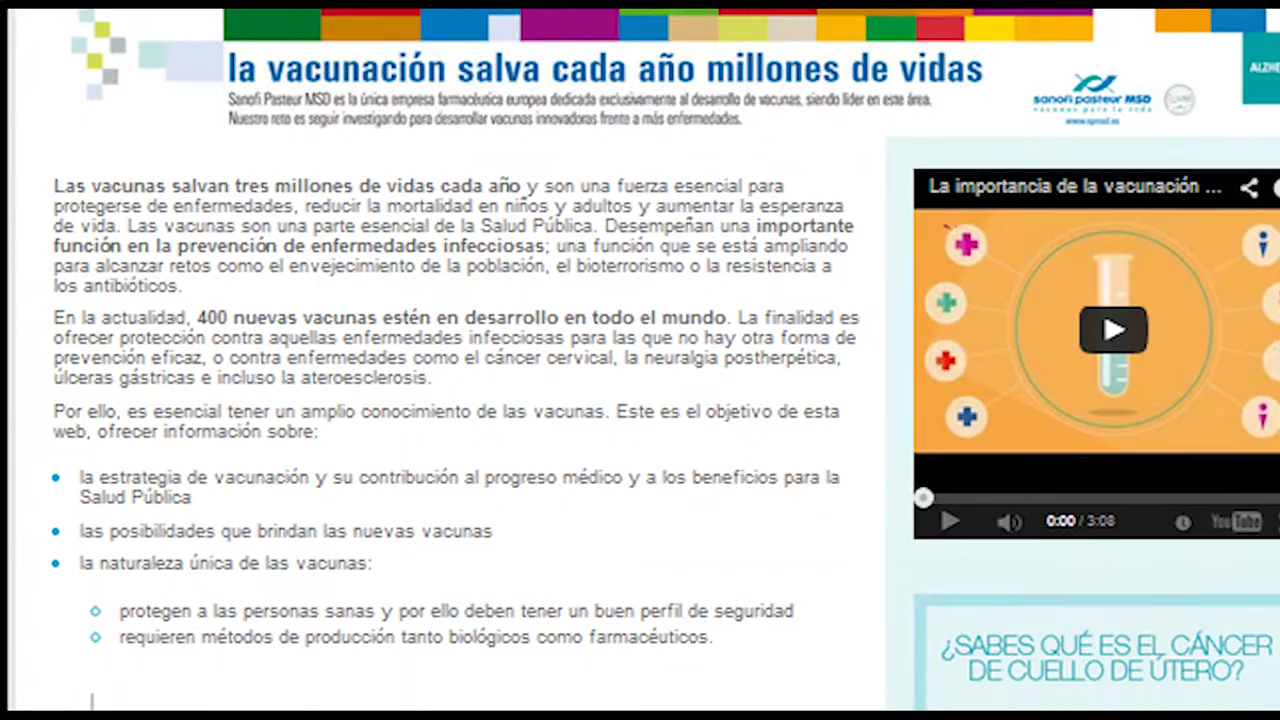 la vacunación salva cada año millones de vidas
Sanofi Pasteur MSD es la única empresa farmacéutica europea dedicada exclusivamente al desarrollo de vacunas, siendo líder en este área.
Nuestro reto es seguir investigando para desarrollar vacunas innovadoras frente a más enfermedades.
sanofi pasteur MSD
vacunas para la vida
www.spmsd.es
ALZHE
Las vacunas salvan tres millones de vidas cada año y son una fuerza esencial para
protegerse de enfermedades, reducir la mortalidad en niños y adultos y aumentar la esperanza
de vida. Las vacunas son una parte esencial de la Salud Pública. Desempeñan una importante
función en la prevención de enfermedades infecciosas; una función que se está ampliando
para alcanzar retos como el envejecimiento de la población, el bioterrorismo o la resistencia a
los antibióticos.
En la actualidad, 400 nuevas vacunas estén en desarrollo en todo el mundo. La finalidad es
ofrecer protección contra aquellas enfermedades infecciosas para las que no hay otra forma de
prevención eficaz, o contra enfermedades como el cáncer cervical, la neuralgia postherpética,
úlceras gástricas e incluso la ateroesclerosis.
Por ello, es esencial tener un amplio conocimiento de las vacunas. Este es el objetivo de esta
web, ofrecer información sobre:
la estrategia de vacunación y su contribución al progreso médico y a los beneficios para la
Salud Pública
las posibilidades que brindan las nuevas vacunas
la naturaleza única de las vacunas:
protegen a las personas sanas y por ello deben tener un buen perfil de seguridad
requieren métodos de producción tanto biológicos como farmacéuticos.
La importancia de la vacunación ...
0:00 / 3:08
YouTube
¿SABES QUÉ ES EL CÁNCER
DE CUELLO DE ÚTERO?